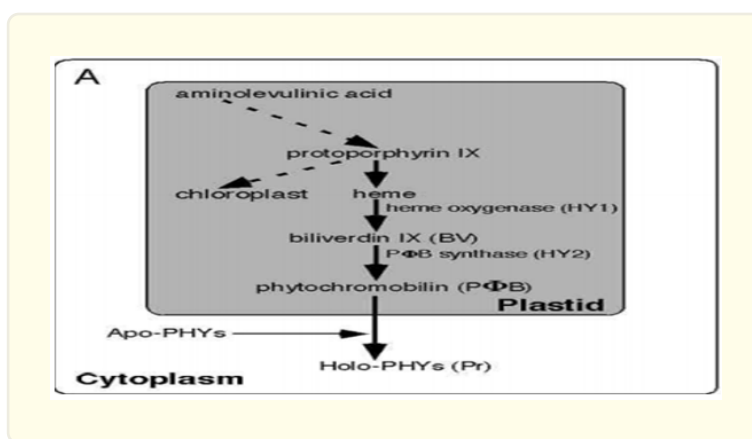 A
aminolevulinic acid
protoporphyrin IX
chloroplast heme
heme oxygenase (HY1)
biliverdin IX (BV)
PΦB synthase (HY2)
phytochromobilin (PΦB)
Plastid
Apo-PHYs
Holo-PHYs (Pr)
Cytoplasm